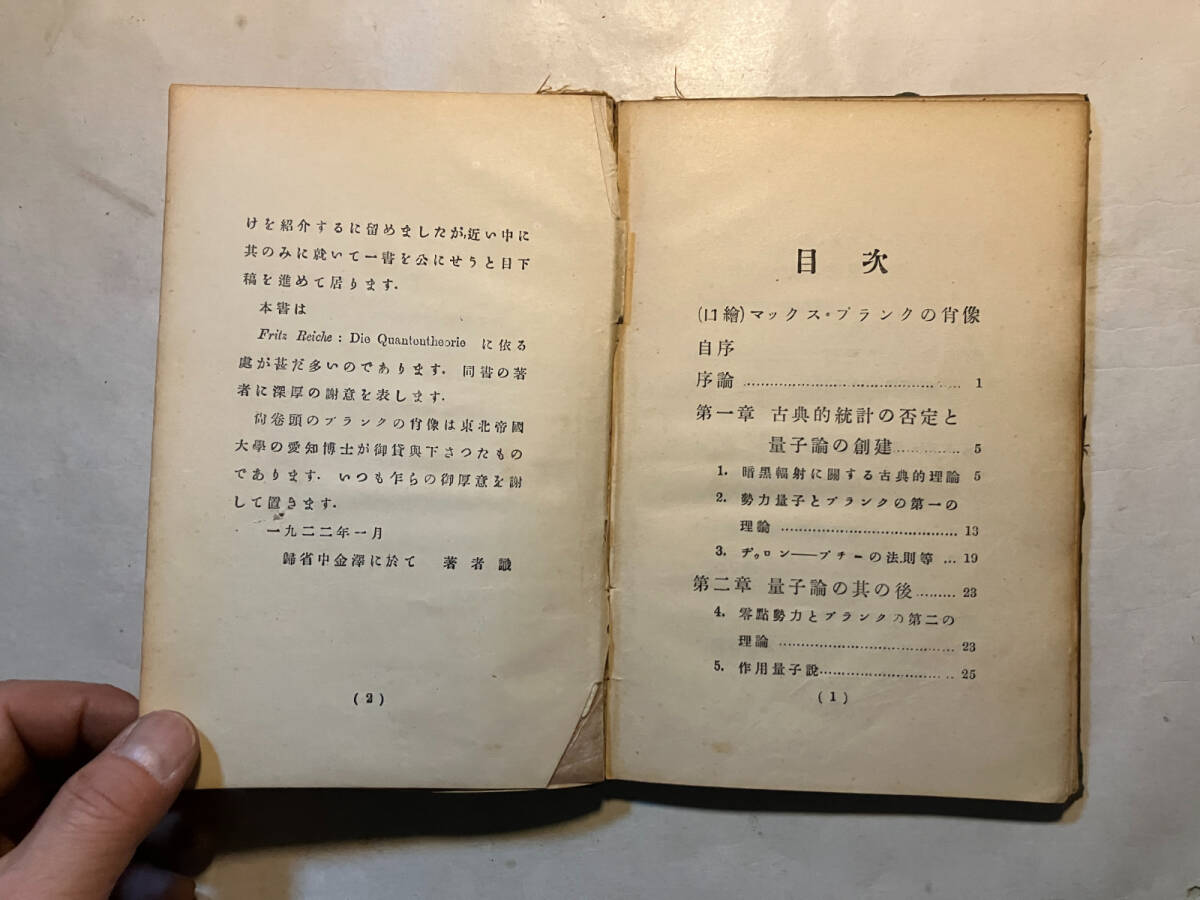 けを紹介するに留めましたが,近い中に
其のみに就いて一書を公にせうと目下
稿を進めて居ります.
本書は
Fritz Reiche : Die Quantentheorie に依る
處が甚だ多いのであります. 同書の著
者に深厚の謝意を表します.
尙卷頭のプランクの肖像は東北帝國
大學の愛知博士が御貸與下さつたもの
であります. いつも乍らの御厚意を謝
して置きます.
一九二二年一月
歸省中金澤に於て 著者識
(2)
目次
(口繪)マックス・プランクの肖像
自序
序論 ........................................ 1
第一章 古典的統計の否定と
量子論の創建 ............ 5
1. 暗黑輻射に關する古典的理論 5
2. 勢力量子とプランクの第一の
理論 ........................................ 13
3. ヂゥロン——プチーの法則等 ... 19
第二章 量子論の其の後 ......... 23
4. 零點勢力とプランクの第二の
理論 ........................................ 23
5. 作用量子說 .............................. 25
(1)